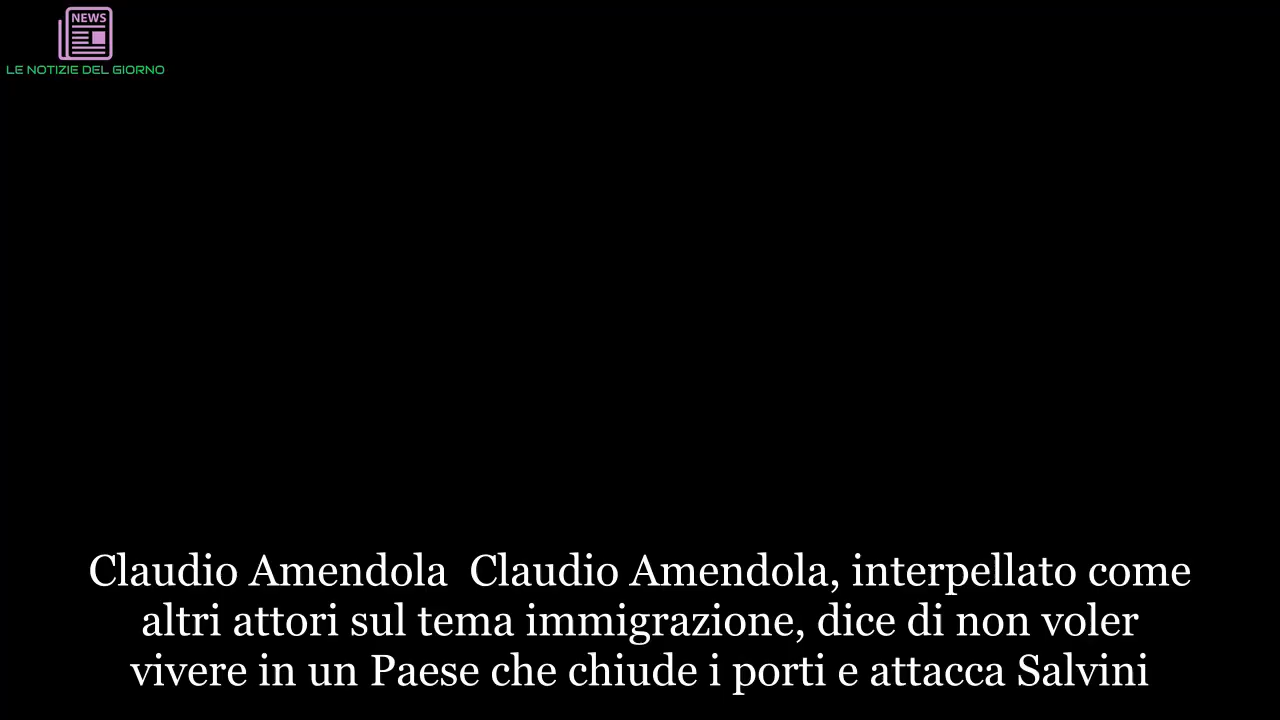 NEWS
LE NOTIZIE DEL GIORNO
Claudio Amendola  Claudio Amendola, interpellato come
altri attori sul tema immigrazione, dice di non voler
vivere in un Paese che chiude i porti e attacca Salvini